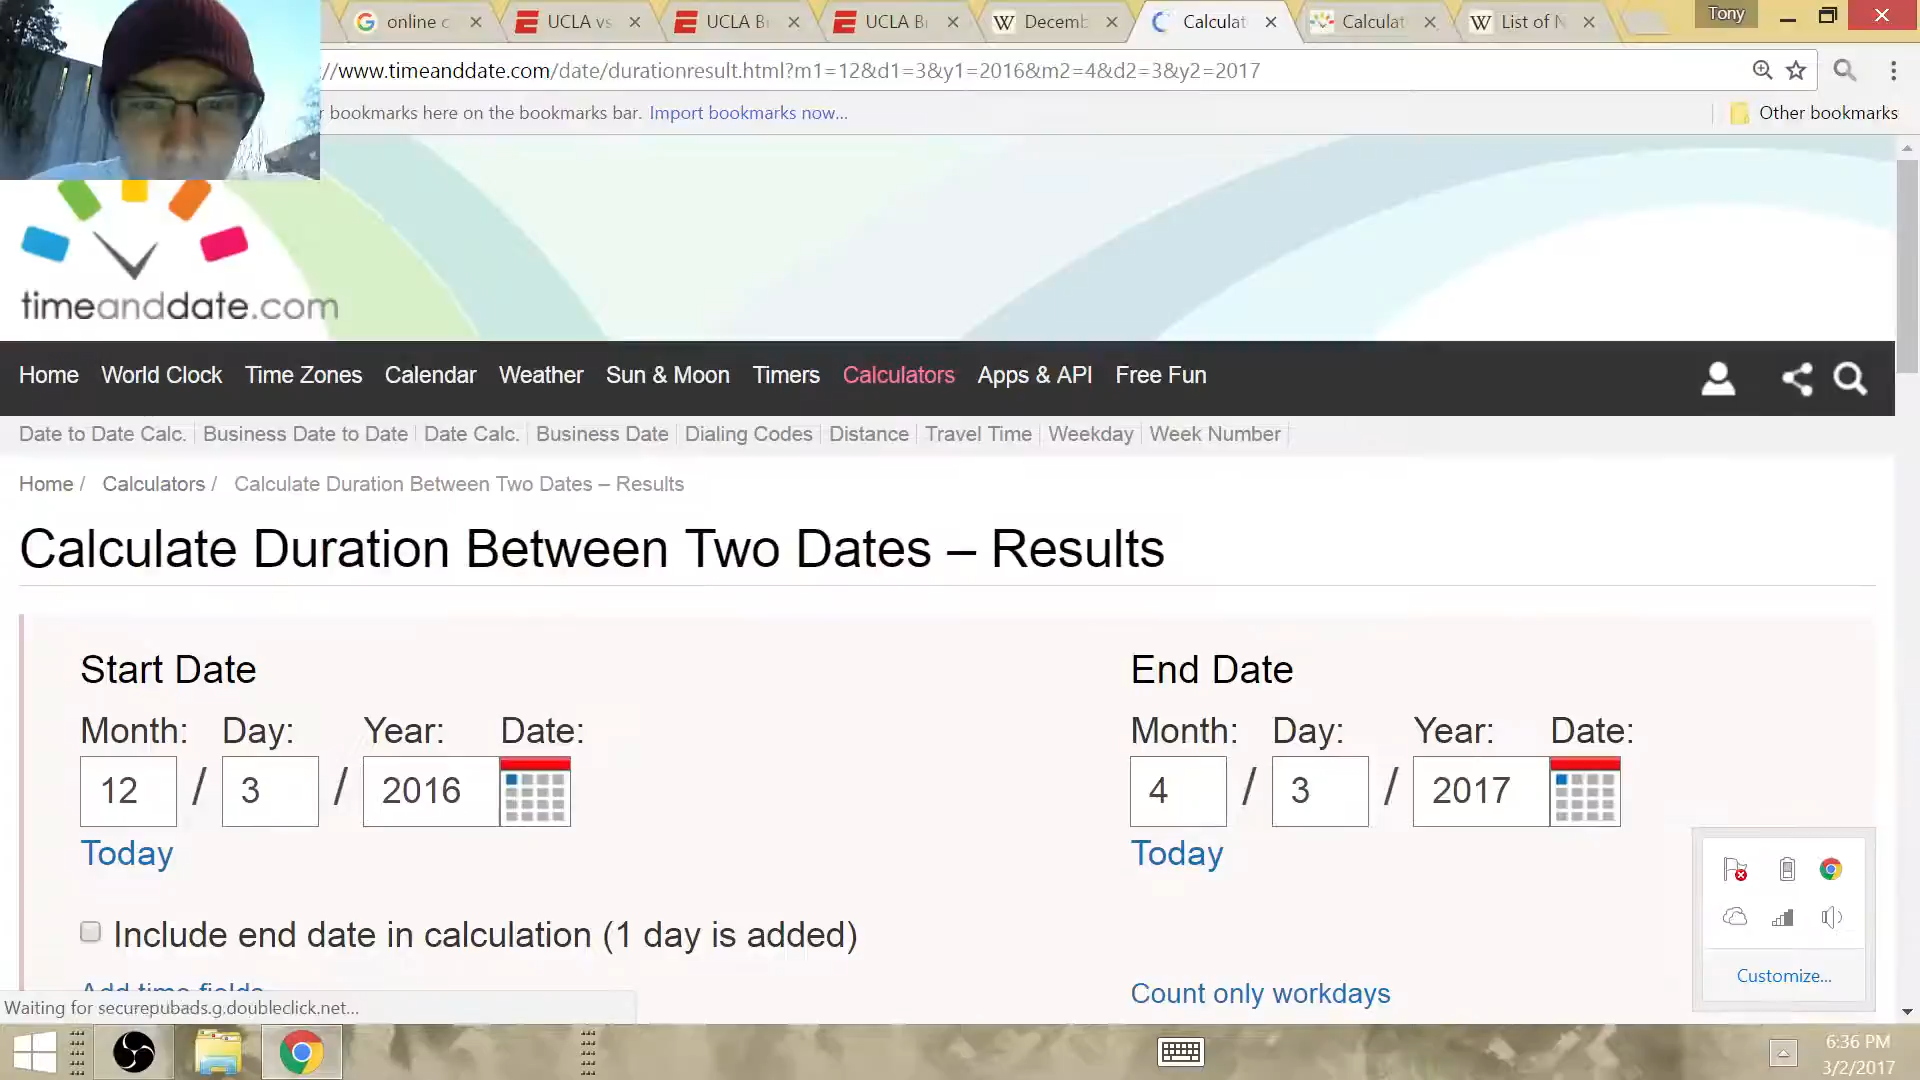 online c
UCLA vs
UCLA B
UCLA B
Decemb
Calculat
Calculat
List of N
Tony
//www.timeanddate.com/date/durationresult.html?m1=12&d1=3&y1=2016&m2=4&d2=3&y2=2017
bookmarks here on the bookmarks bar. Import bookmarks now...
Other bookmarks
timeanddate.com
Home World Clock Time Zones Calendar Weather Sun & Moon Timers Calculators Apps & API Free Fun
Date to Date Calc. Business Date to Date Date Calc. Business Date Dialing Codes Distance Travel Time Weekday Week Number
Home / Calculators / Calculate Duration Between Two Dates – Results
Calculate Duration Between Two Dates – Results
Start Date
Month: Day: Year: Date:
12 / 3 / 2016
Today
End Date
Month: Day: Year: Date:
4 / 3 / 2017
Today
Include end date in calculation (1 day is added)
Add time fields
Count only workdays
Customize...
Waiting for securepubads.g.doubleclick.net...
6:36 PM
3/2/2017